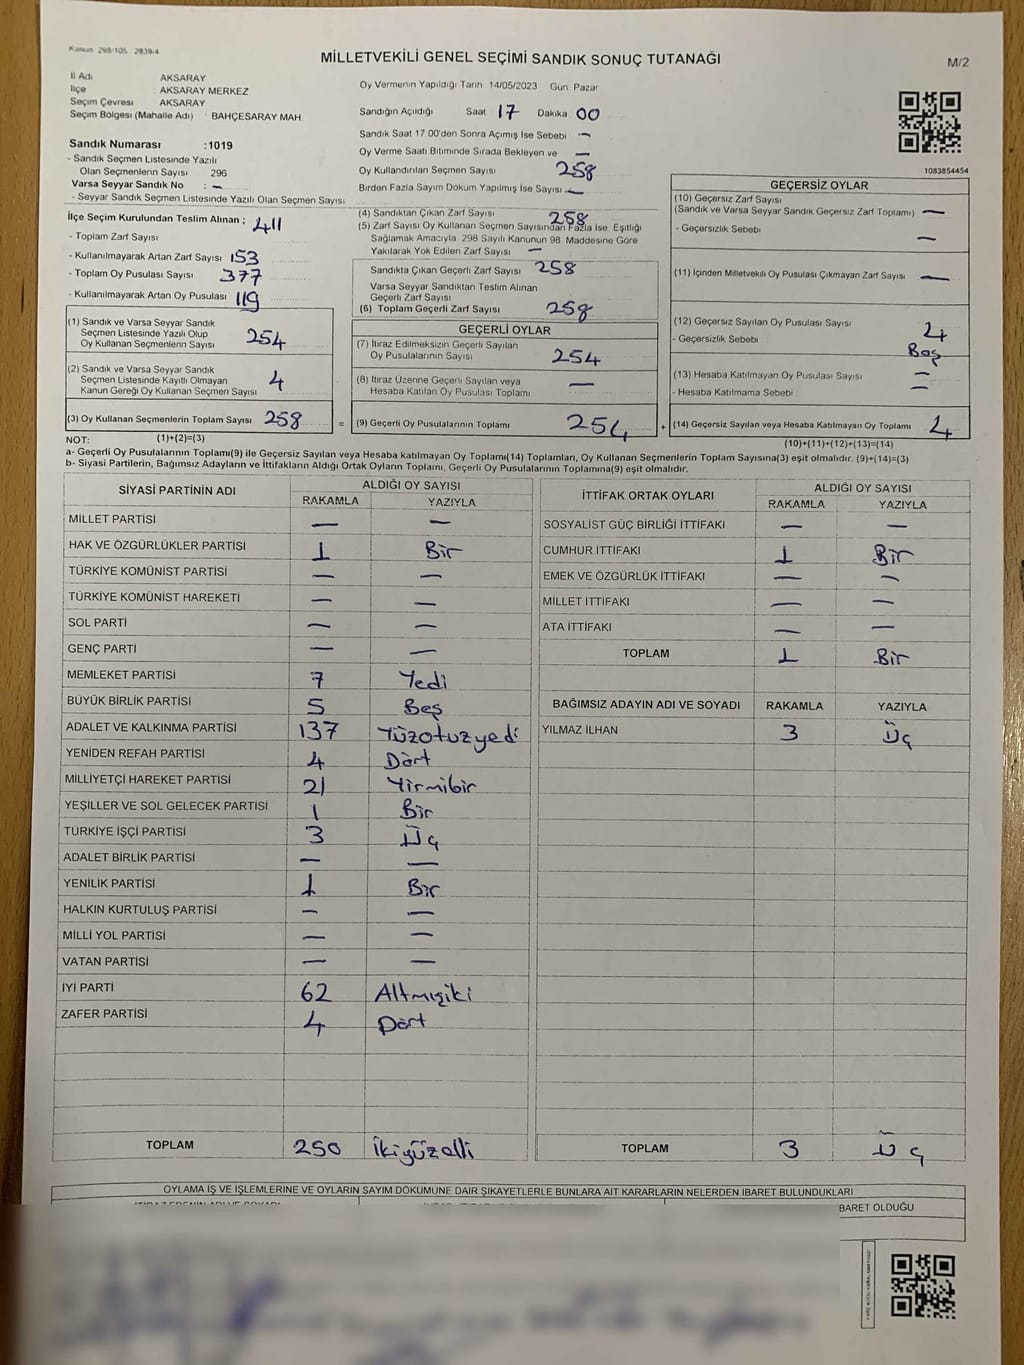 Kanun 298/105, 2839/4
MİLLETVEKİLİ GENEL SEÇİMİ SANDIK SONUÇ TUTANAĞI
M/2
İl Adı AKSARAY
İlçe : AKSARAY MERKEZ
Seçim Çevresi AKSARAY
Seçim Bölgesi (Mahalle Adı) : BAHÇESARAY MAH
Sandık Numarası :1019
- Sandık Seçmen Listesinde Yazılı
Olan Seçmenlerin Sayısı 296
Varsa Seyyar Sandık No : —
- Seyyar Sandık Seçmen Listesinde Yazılı Olan Seçmen Sayısı
Oy Vermenin Yapıldığı Tarih 14/05/2023 Gün: Pazar
Sandığın Açıldığı Saat 17 Dakika 00
Sandık Saat 17 00'den Sonra Açılmış İse Sebebi —
Oy Verme Saati Bitiminde Sırada Bekleyen ve —
Oy Kullandırılan Seçmen Sayısı 258
Birden Fazla Sayım Döküm Yapılmış İse Sayısı —
1083854454
İlçe Seçim Kurulundan Teslim Alınan ; 411
- Toplam Zarf Sayısı
- Kullanılmayarak Artan Zarf Sayısı 153
- Toplam Oy Pusulası Sayısı 377
- Kullanılmayarak Artan Oy Pusulası 119
(1) Sandık ve Varsa Seyyar Sandık
Seçmen Listesinde Yazılı Olup
Oy Kullanan Seçmenlerin Sayısı 254
(2) Sandık ve Varsa Seyyar Sandık
Seçmen Listesinde Kayıtlı Olmayan
Kanun Gereği Oy Kullanan Seçmen Sayısı 4
(3) Oy Kullanan Seçmenlerin Toplam Sayısı 258
(4) Sandıktan Çıkan Zarf Sayısı 258
(5) Zarf Sayısı Oy Kullanan Seçmen Sayısından Fazla İse, Eşitliği
Sağlamak Amacıyla 298 Sayılı Kanunun 98. Maddesine Göre
Yakılarak Yok Edilen Zarf Sayısı —
Sandıkta Çıkan Geçerli Zarf Sayısı 258
Varsa Seyyar Sandıktan Teslim Alınan
Geçerli Zarf Sayısı
(6) Toplam Geçerli Zarf Sayısı 258
GEÇERLİ OYLAR
(7) İtiraz Edilmeksizin Geçerli Sayılan
Oy Pusulalarının Sayısı 254
(8) İtiraz Üzerine Geçerli Sayılan veya
Hesaba Katılan Oy Pusulası Toplamı —
= (9) Geçerli Oy Pusulalarının Toplamı 254
GEÇERSİZ OYLAR
(10) Geçersiz Zarf Sayısı
(Sandık ve Varsa Seyyar Sandık Geçersiz Zarf Toplamı) —
- Geçersizlik Sebebi —
(11) İçinden Milletvekili Oy Pusulası Çıkmayan Zarf Sayısı —
(12) Geçersiz Sayılan Oy Pusulası Sayısı 4
- Geçersizlik Sebebi Boş
(13) Hesaba Katılmayan Oy Pusulası Sayısı —
- Hesaba Katılmama Sebebi —
+ (14) Geçersiz Sayılan veya Hesaba Katılmayan Oy Toplamı 4
NOT: (1)+(2)=(3) (10)+(11)+(12)+(13)=(14)
a- Geçerli Oy Pusulalarının Toplamı(9) ile Geçersiz Sayılan veya Hesaba katılmayan Oy Toplamı(14) Toplamları, Oy Kullanan Seçmenlerin Toplam Sayısına(3) eşit olmalıdır. (9)+(14)=(3)
b- Siyasi Partilerin, Bağımsız Adayların ve İttifakların Aldığı Ortak Oyların Toplamı, Geçerli Oy Pusulalarının Toplamına(9) eşit olmalıdır.
SİYASİ PARTİNİN ADI ALDIĞI OY SAYISI
RAKAMLA YAZIYLA
MİLLET PARTİSİ — —
HAK VE ÖZGÜRLÜKLER PARTİSİ 1 Bir
TÜRKİYE KOMÜNİST PARTİSİ — —
TÜRKİYE KOMÜNİST HAREKETİ — —
SOL PARTİ — —
GENÇ PARTİ — —
MEMLEKET PARTİSİ 7 Yedi
BÜYÜK BİRLİK PARTİSİ 5 Beş
ADALET VE KALKINMA PARTİSİ 137 Yüzotuzyedi
YENİDEN REFAH PARTİSİ 4 Dört
MİLLİYETÇİ HAREKET PARTİSİ 21 Yirmibir
YEŞİLLER VE SOL GELECEK PARTİSİ 1 Bir
TÜRKİYE İŞÇİ PARTİSİ 3 Üç
ADALET BİRLİK PARTİSİ — —
YENİLİK PARTİSİ 1 Bir
HALKIN KURTULUŞ PARTİSİ — —
MİLLİ YOL PARTİSİ — —
VATAN PARTİSİ — —
İYİ PARTİ 62 Altmışiki
ZAFER PARTİSİ 4 Dört
TOPLAM 250 İkiyüzelli
İTTİFAK ORTAK OYLARI ALDIĞI OY SAYISI
RAKAMLA YAZIYLA
SOSYALİST GÜÇ BİRLİĞİ İTTİFAKI — —
CUMHUR İTTİFAKI 1 Bir
EMEK VE ÖZGÜRLÜK İTTİFAKI — —
MİLLET İTTİFAKI — —
ATA İTTİFAKI — —
TOPLAM 1 Bir
BAĞIMSIZ ADAYIN ADI VE SOYADI RAKAMLA YAZIYLA
YILMAZ İLHAN 3 Üç
TOPLAM 3 Üç
OYLAMA İŞ VE İŞLEMLERİNE VE OYLARIN SAYIM DÖKÜMÜNE DAİR ŞİKAYETLERLE BUNLARA AİT KARARLARIN NELERDEN İBARET BULUNDUKLARI
BARET OLDUĞU